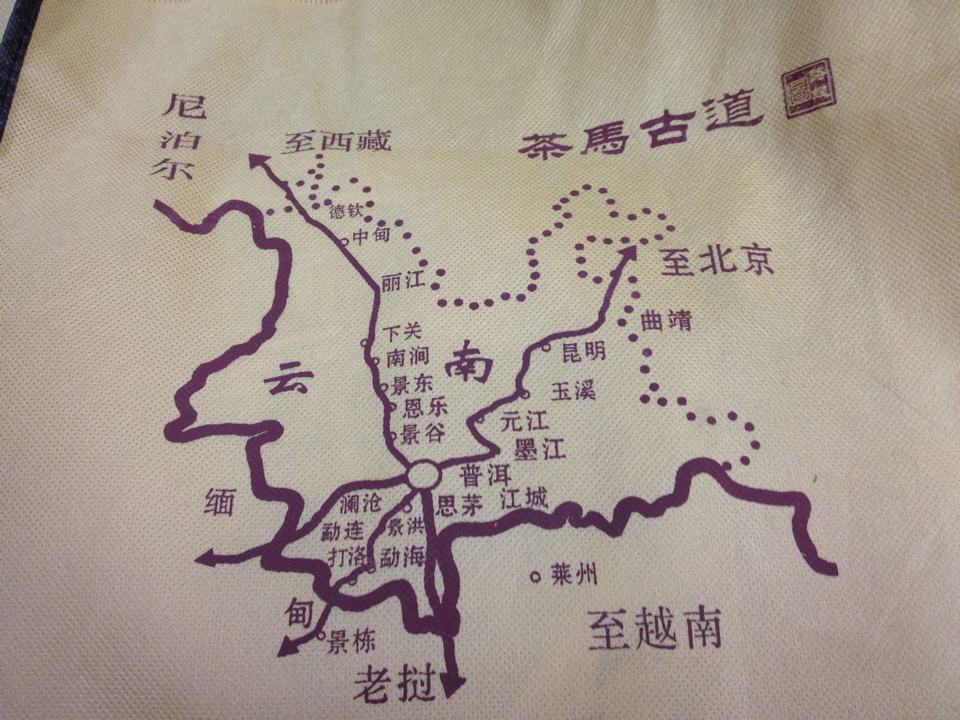 茶馬古道
尼泊尔
至西藏
德钦
中甸
至北京
丽江
曲靖
下关
昆明
南涧
云南
景东
玉溪
恩乐
元江
景谷
墨江
普洱
缅甸
澜沧
思茅
江城
勐连
景洪
打洛
勐海
莱州
至越南
景栋
老挝